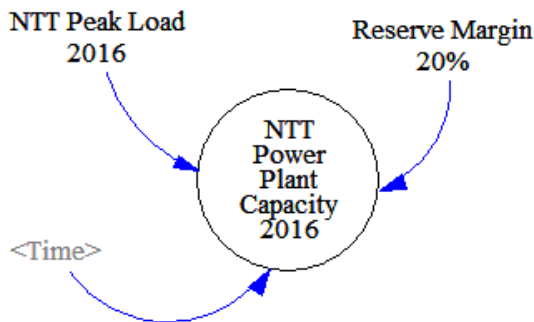 NTT Peak Load
2016
Reserve Margin
20%
NTT
Power
Plant
Capacity
2016
<Time>